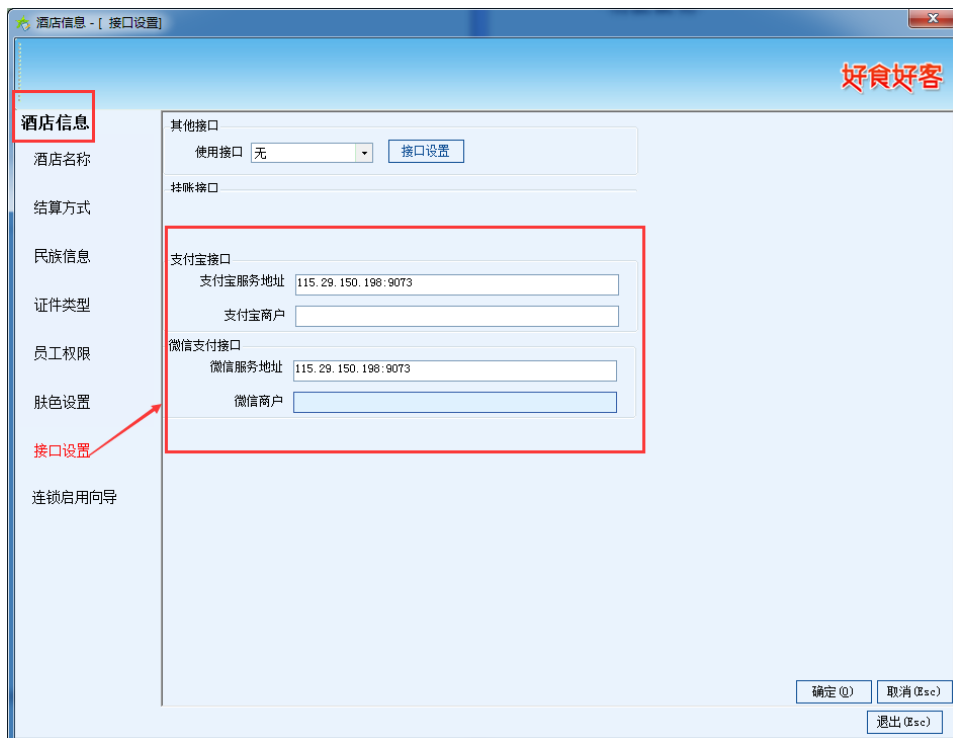 酒店信息 - [ 接口设置]
好食好客
酒店信息
酒店名称
结算方式
民族信息
证件类型
员工权限
肤色设置
接口设置
连锁启用向导
其他接口
使用接口 无 接口设置
挂账接口
支付宝接口
支付宝服务地址 115.29.150.198:9073
支付宝商户
微信支付接口
微信服务地址 115.29.150.198:9073
微信商户
确定(O) 取消(Esc)
退出(Esc)